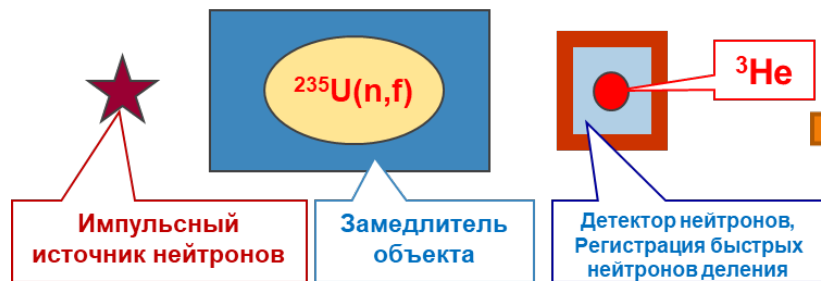 ²³⁵U(n,f)
³He
Импульсный
источник нейтронов
Замедлитель
объекта
Детектор нейтронов,
Регистрация быстрых
нейтронов деления